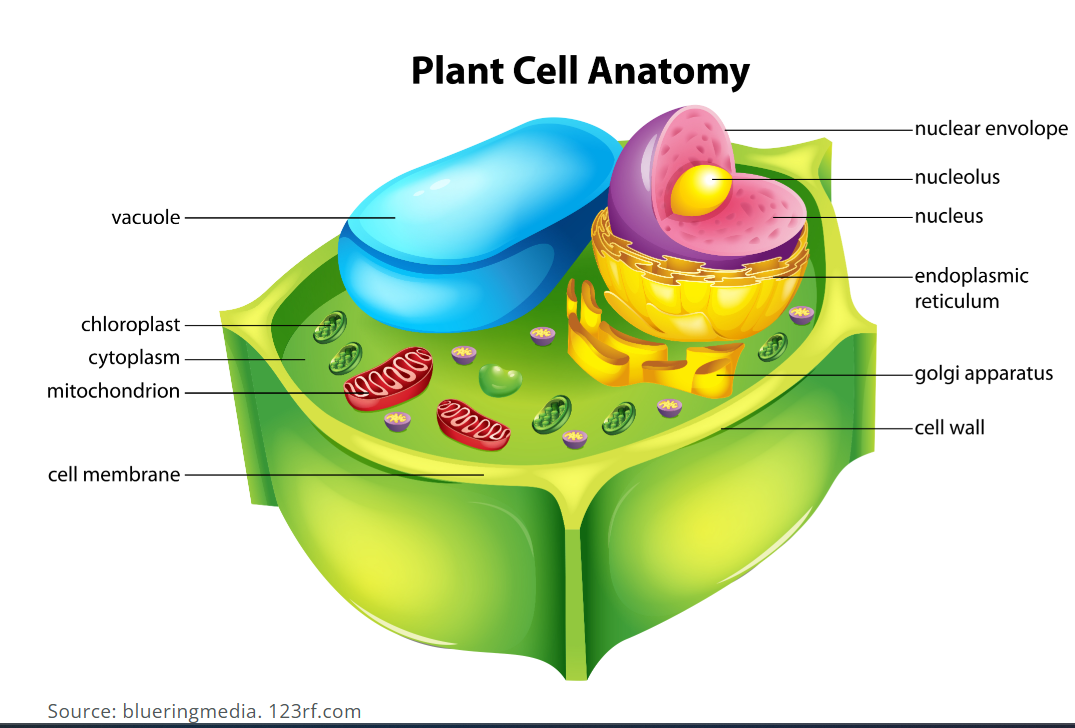 Plant Cell Anatomy
nuclear envolope
nucleolus
vacuole
nucleus
endoplasmic
reticulum
chloroplast
cytoplasm
golgi apparatus
mitochondrion
cell wall
cell membrane
Source: blueringmedia. 123rf.com